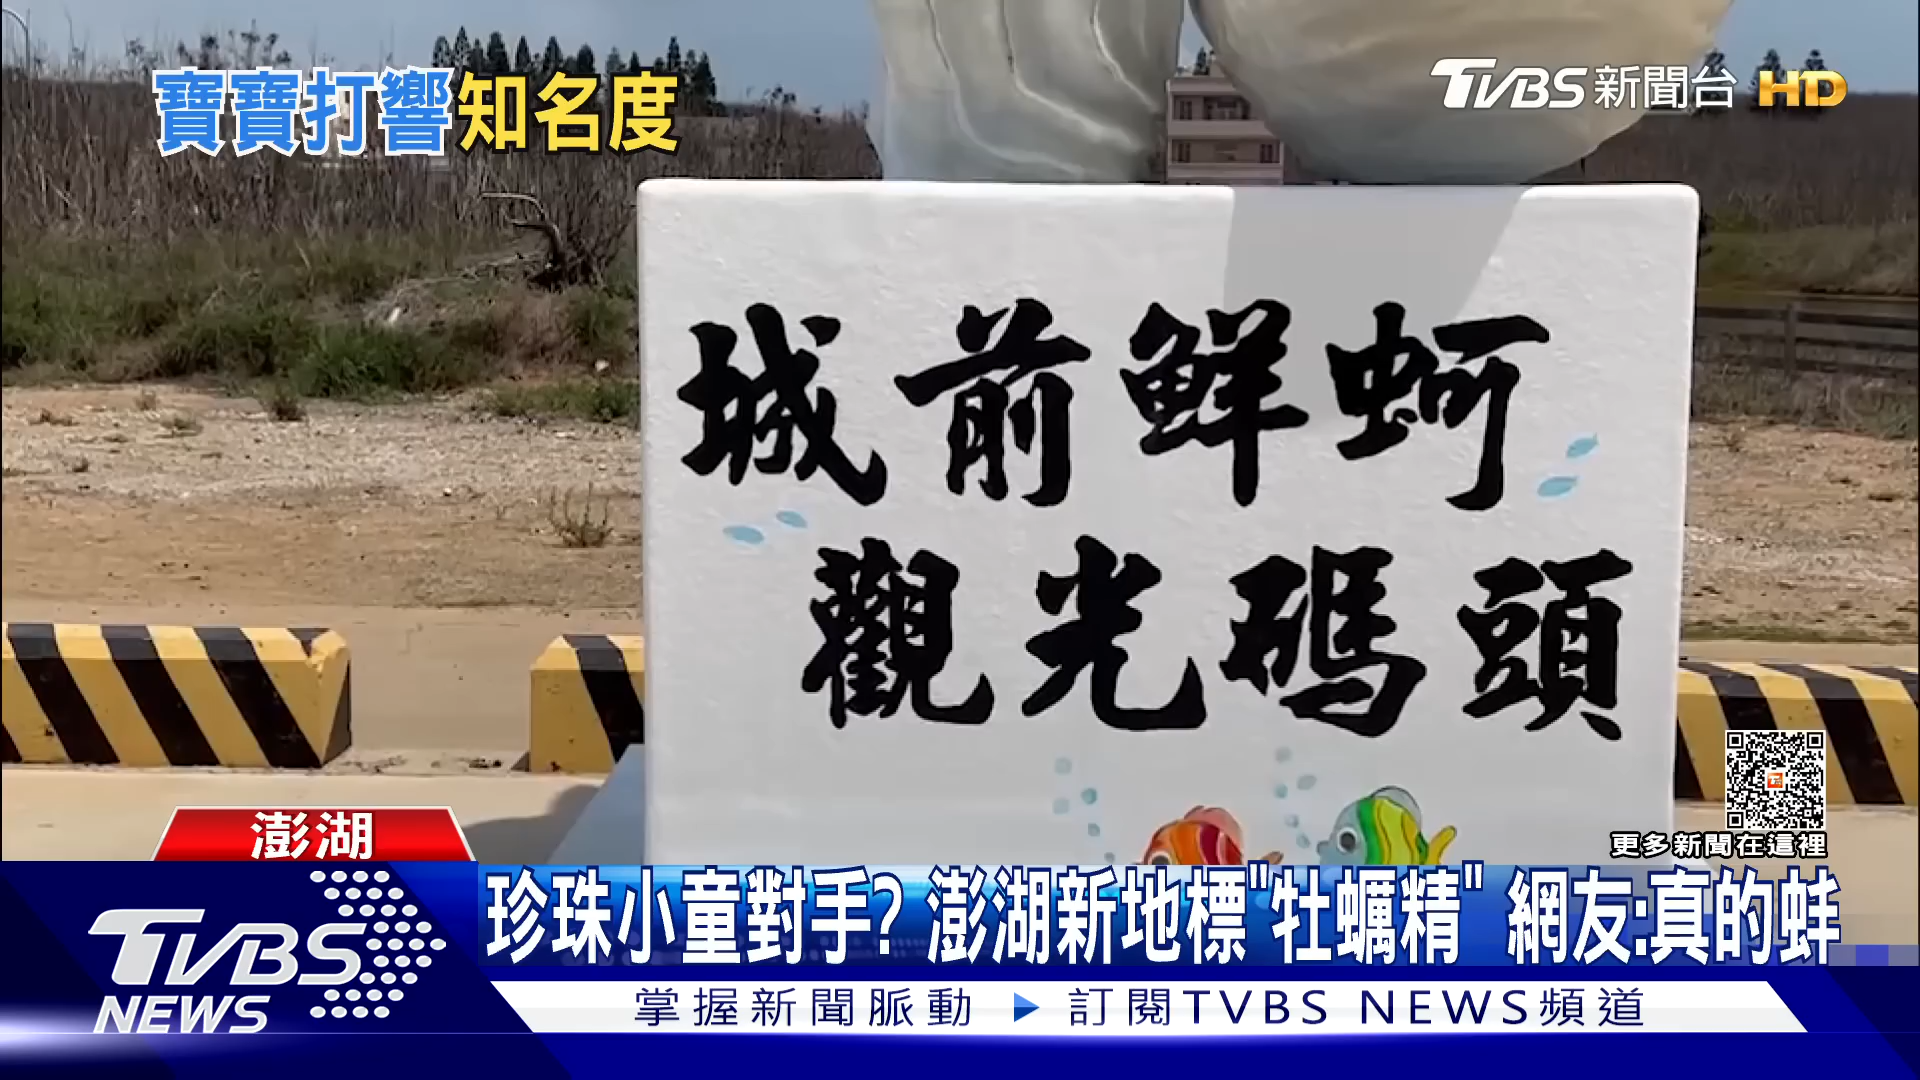 寶寶打響知名度
TVBS新聞台 HD
城前鮮蚵
觀光碼頭
更多新聞在這裡
澎湖
珍珠小童對手? 澎湖新地標"牡蠣精" 網友:真的蚌
TVBS NEWS
掌握新聞脈動 ▶ 訂閱TVBS NEWS頻道